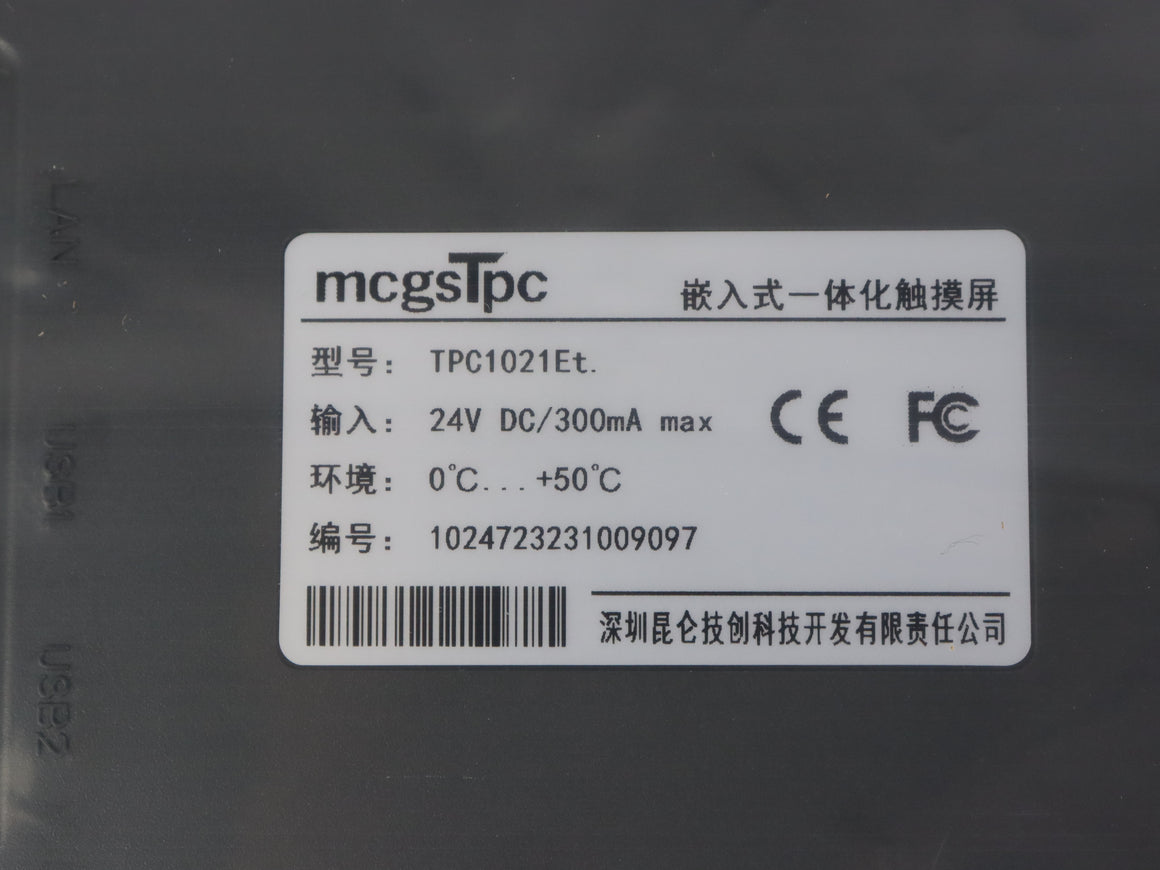 mcgsTpc
嵌入式一体化触摸屏
型号: TPC1021Et.
输入: 24V DC/300mA max
CE FC
环境: 0℃...+50℃
编号: 1024723231009097
深圳昆仑技创科技开发有限责任公司
LAN
USB1
USB2